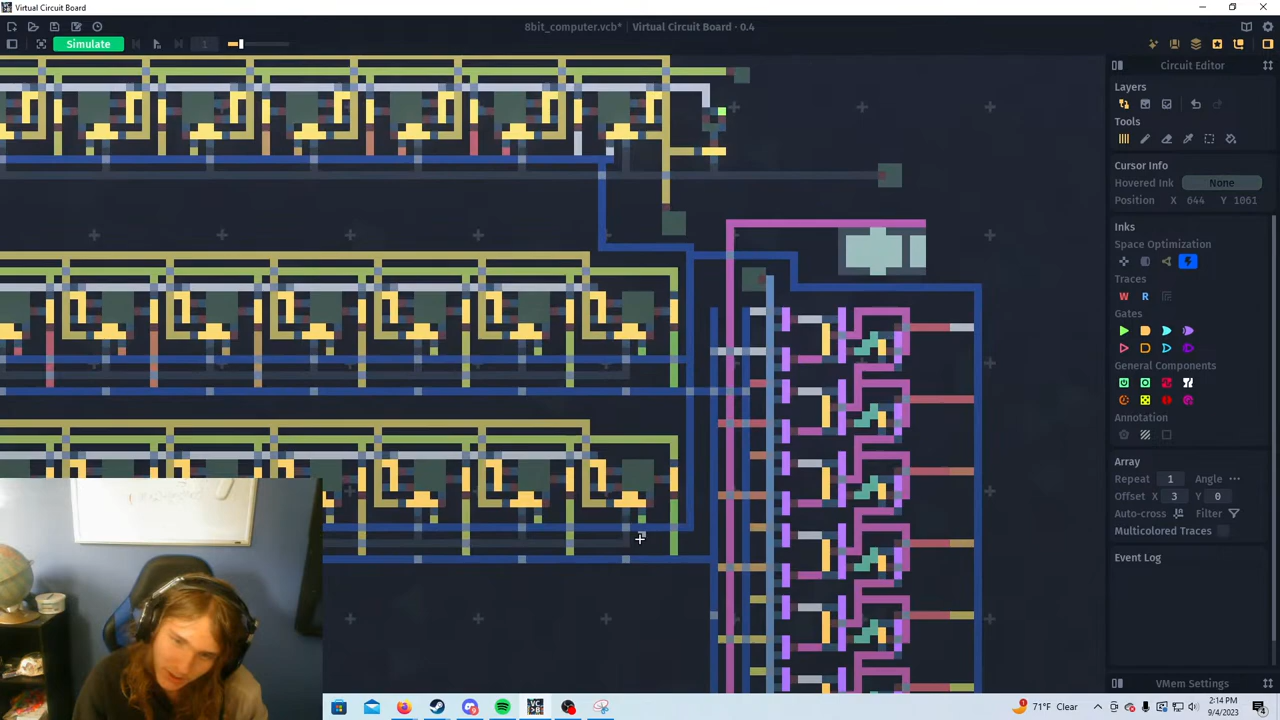 Virtual Circuit Board
8bit_computer.vcb* | Virtual Circuit Board · 0.4
Simulate
1
Circuit Editor
Layers
Tools
Cursor Info
Hovered Ink None
Position X 644 Y 1061
Inks
Space Optimization
Traces
W R
Gates
General Components
Annotation
Array
Repeat 1 Angle
Offset X 3 Y 0
Auto-cross Filter
Multicolored Traces
Event Log
VMem Settings
71°F Clear
2:14 PM
9/4/2023